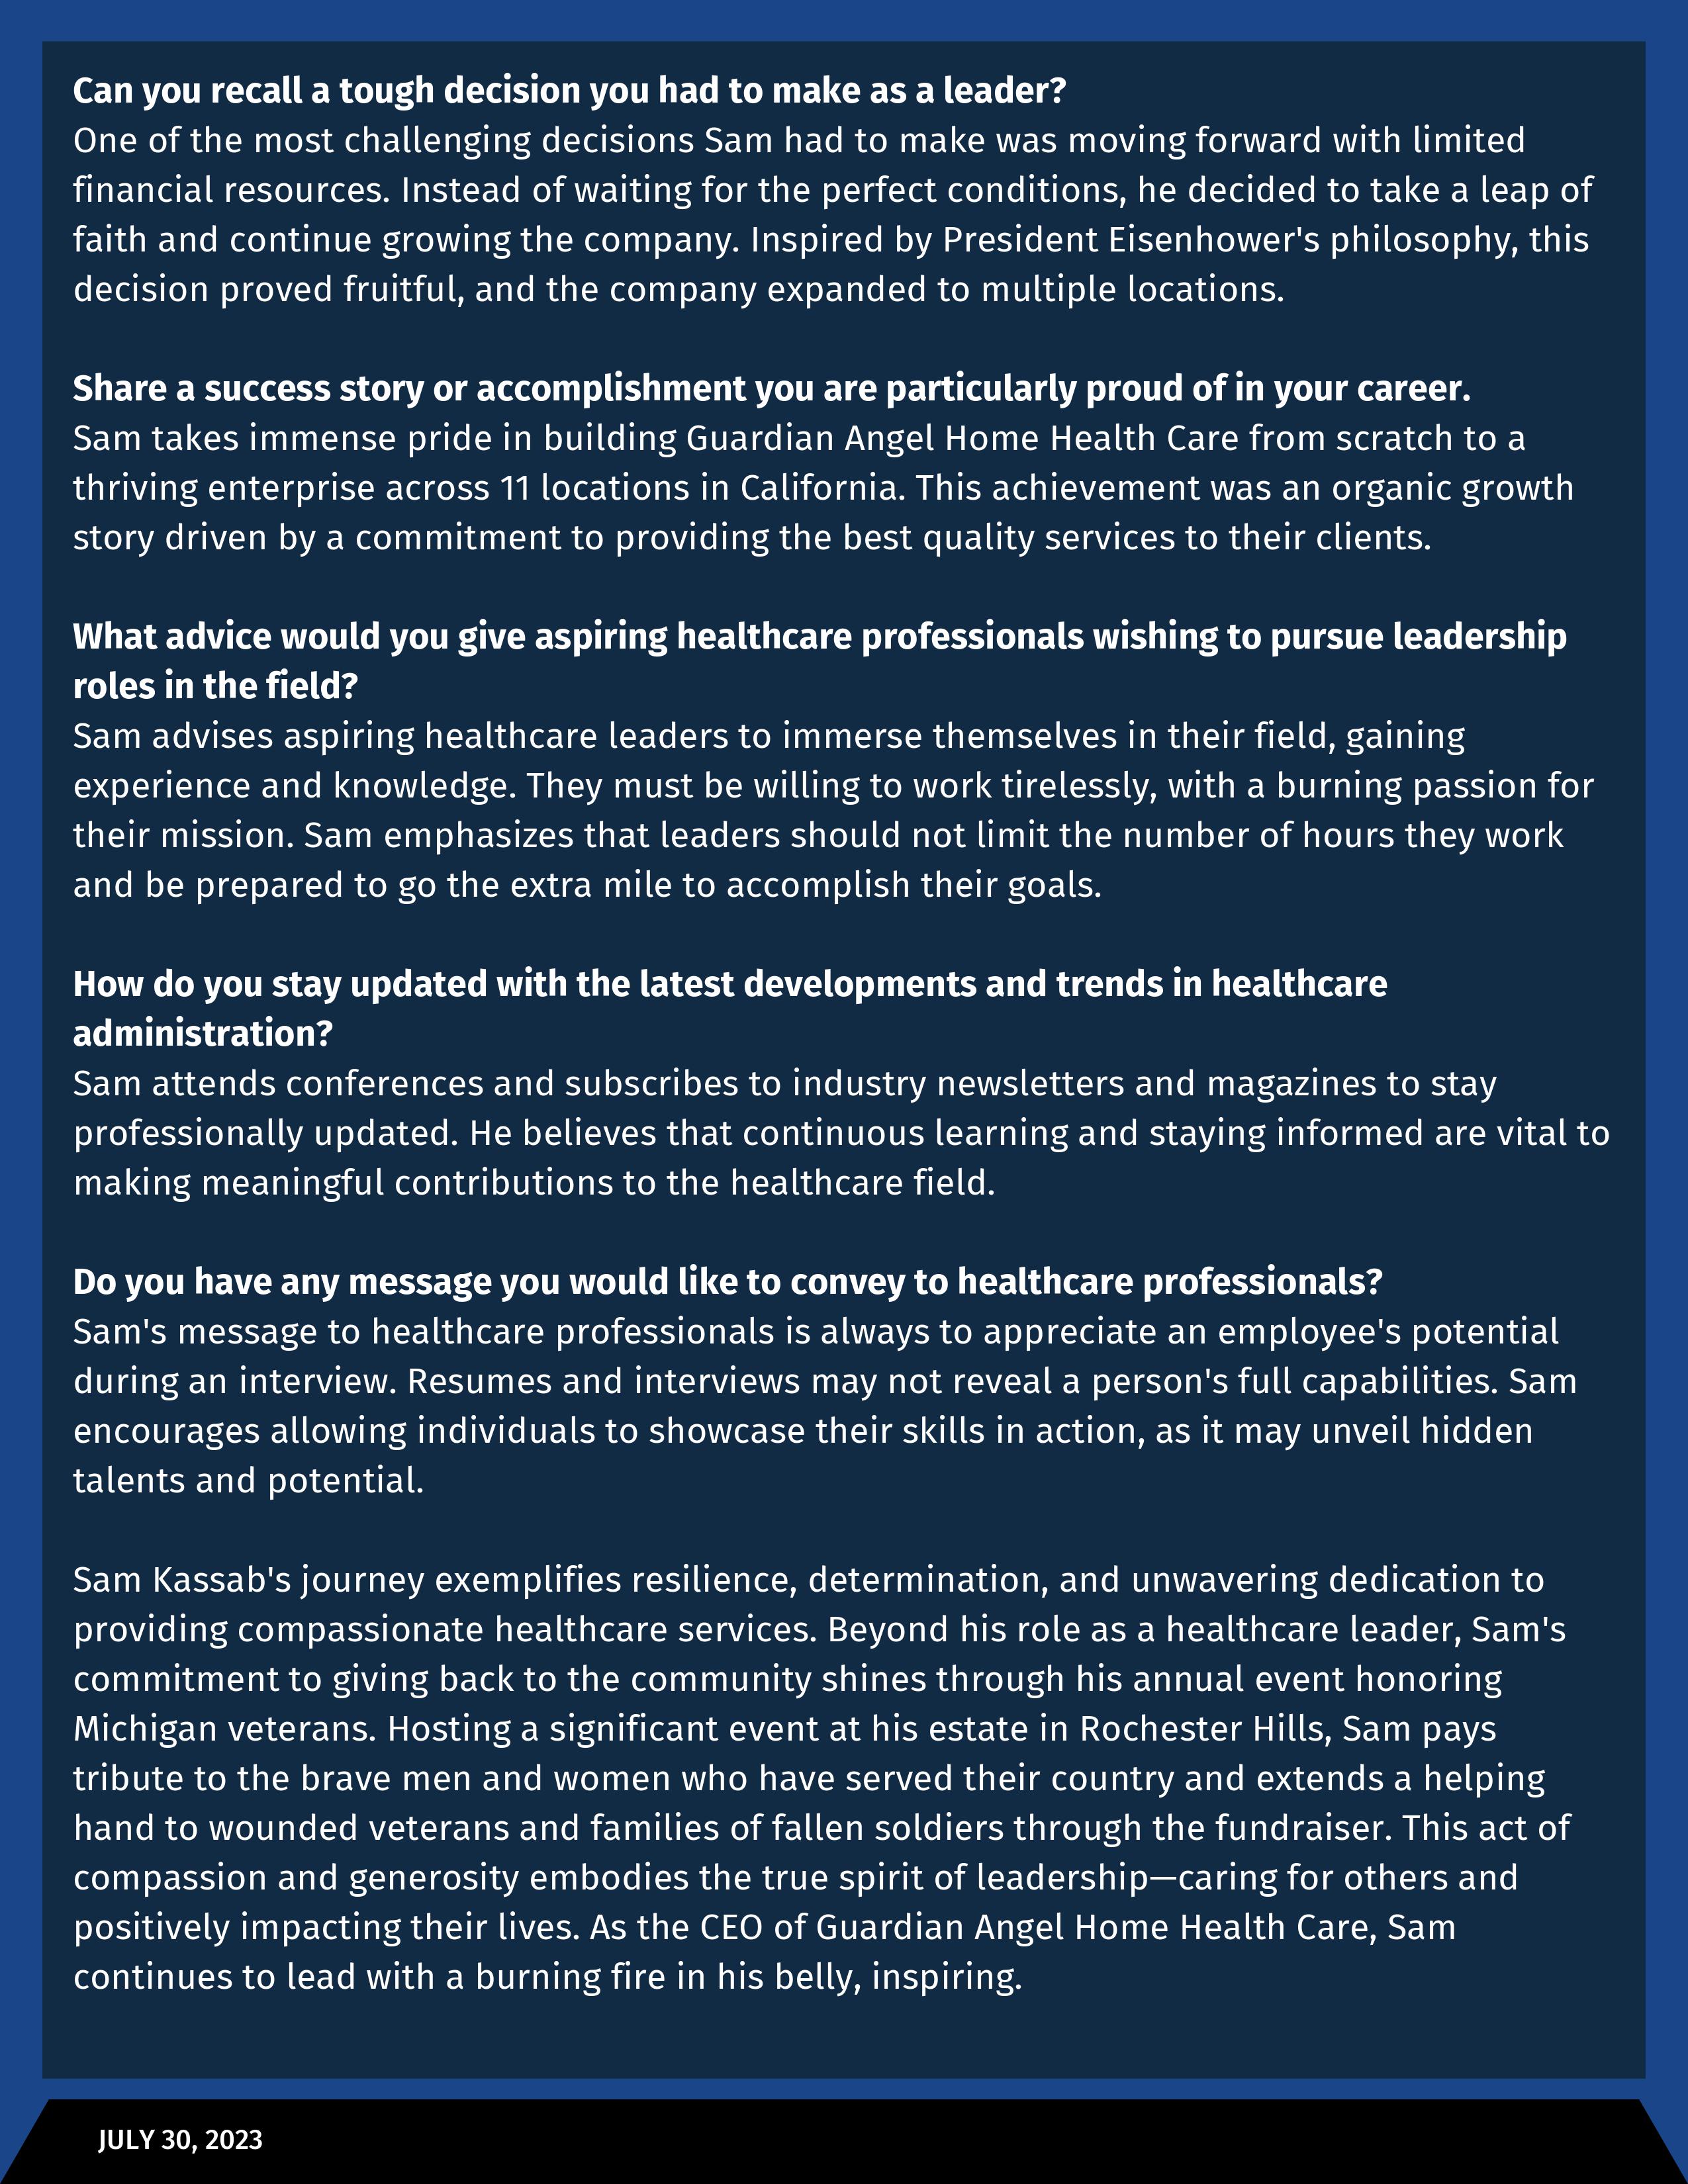 Can you recall a tough decision you had to make as a leader?
One of the most challenging decisions Sam had to make was moving forward with limited
financial resources. Instead of waiting for the perfect conditions, he decided to take a leap of
faith and continue growing the company. Inspired by President Eisenhower's philosophy, this
decision proved fruitful, and the company expanded to multiple locations.
Share a success story or accomplishment you are particularly proud of in your career.
Sam takes immense pride in building Guardian Angel Home Health Care from scratch to a
thriving enterprise across 11 locations in California. This achievement was an organic growth
story driven by a commitment to providing the best quality services to their clients.
What advice would you give aspiring healthcare professionals wishing to pursue leadership
roles in the field?
Sam advises aspiring healthcare leaders to immerse themselves in their field, gaining
experience and knowledge. They must be willing to work tirelessly, with a burning passion for
their mission. Sam emphasizes that leaders should not limit the number of hours they work
and be prepared to go the extra mile to accomplish their goals.
How do you stay updated with the latest developments and trends in healthcare
administration?
Sam attends conferences and subscribes to industry newsletters and magazines to stay
professionally updated. He believes that continuous learning and staying informed are vital to
making meaningful contributions to the healthcare field.
Do you have any message you would like to convey to healthcare professionals?
Sam's message to healthcare professionals is always to appreciate an employee's potential
during an interview. Resumes and interviews may not reveal a person's full capabilities. Sam
encourages allowing individuals to showcase their skills in action, as it may unveil hidden
talents and potential.
Sam Kassab's journey exemplifies resilience, determination, and unwavering dedication to
providing compassionate healthcare services. Beyond his role as a healthcare leader, Sam's
commitment to giving back to the community shines through his annual event honoring
Michigan veterans. Hosting a significant event at his estate in Rochester Hills, Sam pays
tribute to the brave men and women who have served their country and extends a helping
hand to wounded veterans and families of fallen soldiers through the fundraiser. This act of
compassion and generosity embodies the true spirit of leadership—caring for others and
positively impacting their lives. As the CEO of Guardian Angel Home Health Care, Sam
continues to lead with a burning fire in his belly, inspiring.
JULY 30, 2023